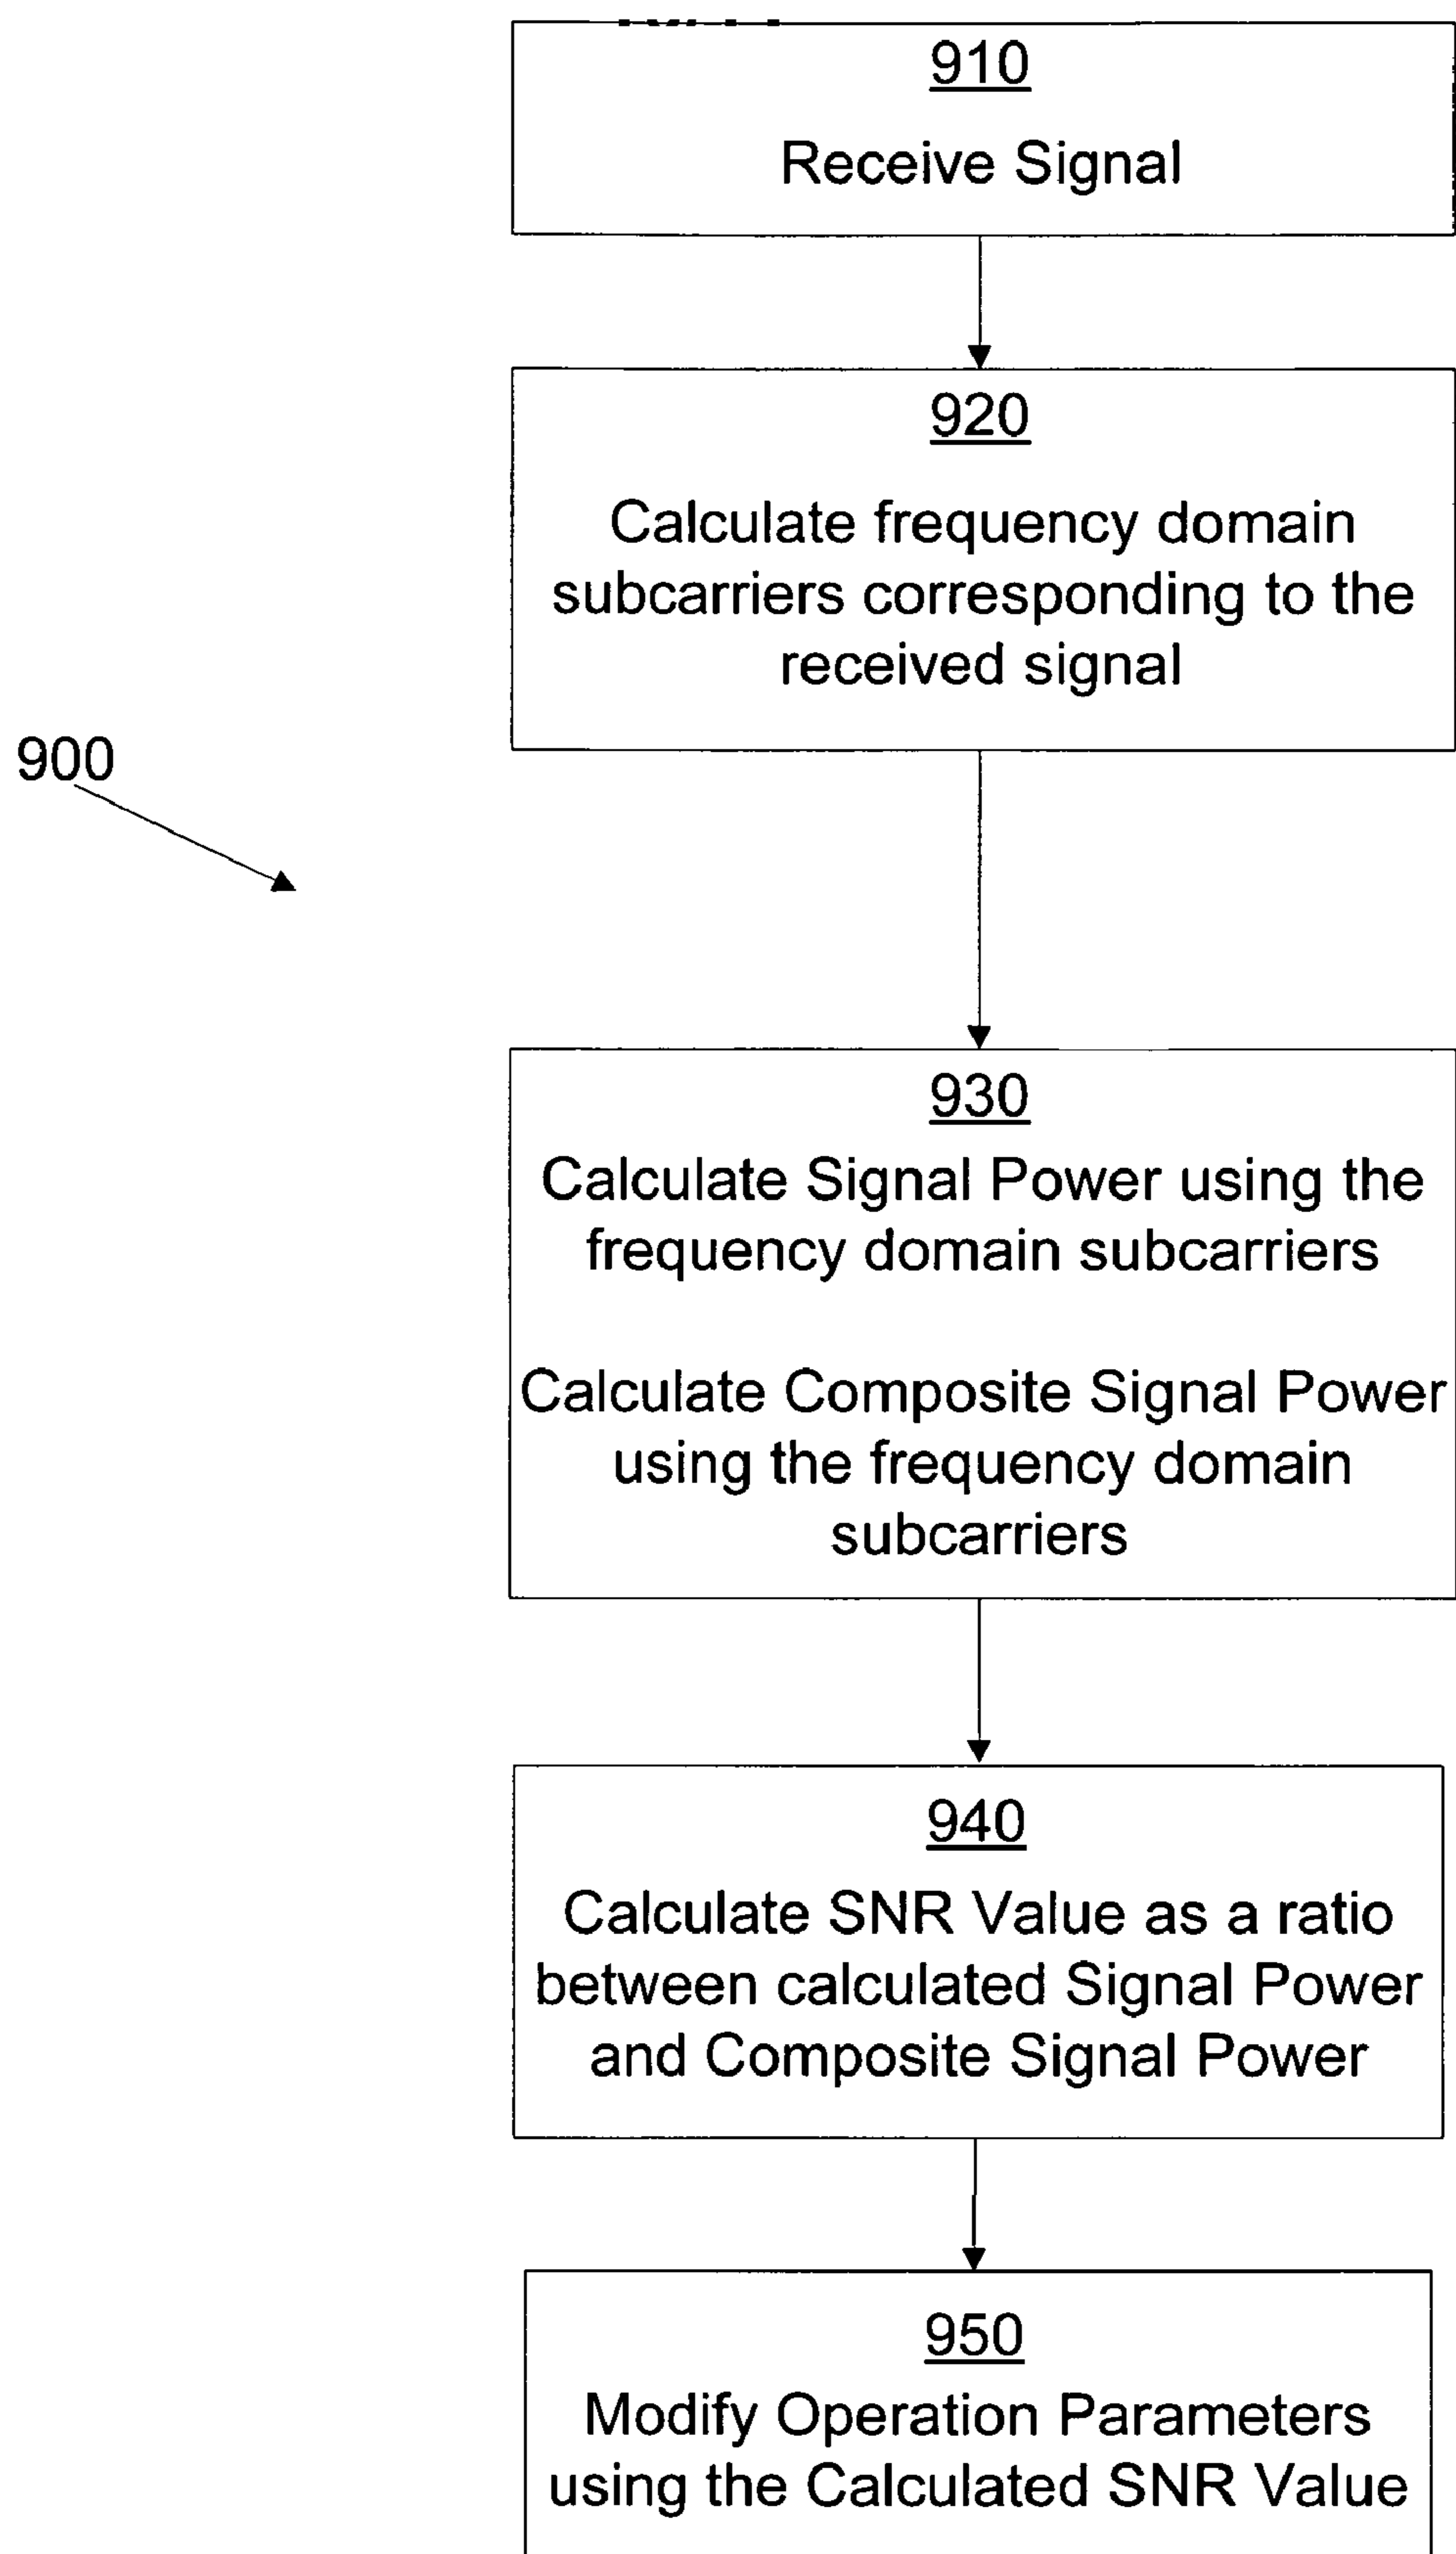 910
Receive Signal
920
Calculate frequency domain
subcarriers corresponding to the
received signal
900
930
Calculate Signal Power using the
frequency domain subcarriers
Calculate Composite Signal Power
using the frequency domain
subcarriers
940
Calculate SNR Value as a ratio
between calculated Signal Power
and Composite Signal Power
950
Modify Operation Parameters
using the Calculated SNR Value